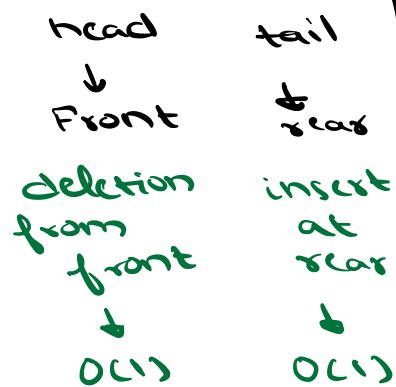 head tail
↓ ↓
Front rear
deletion insert
from at
front rear
↓ ↓
O(1) O(1)